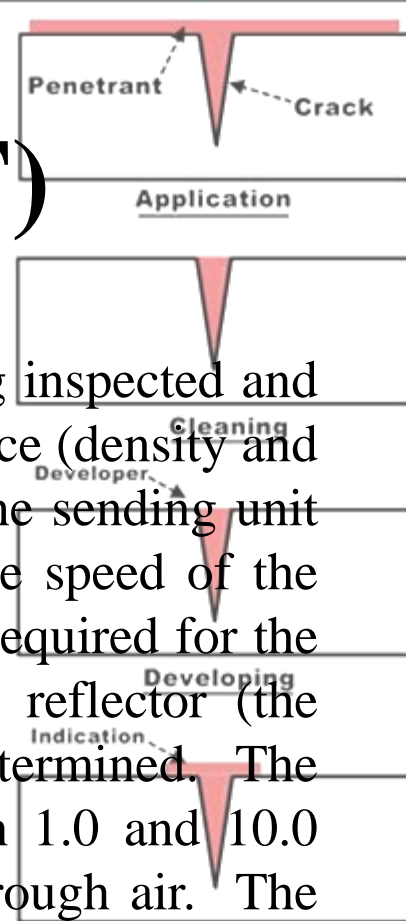 Penetrant
Crack
T)
Application
g inspected and
Cleaning
ce (density and
Developer
he sending unit
e speed of the
equired for the
Developing
reflector (the
Indication
termined. The
1.0 and 10.0
rough air. The